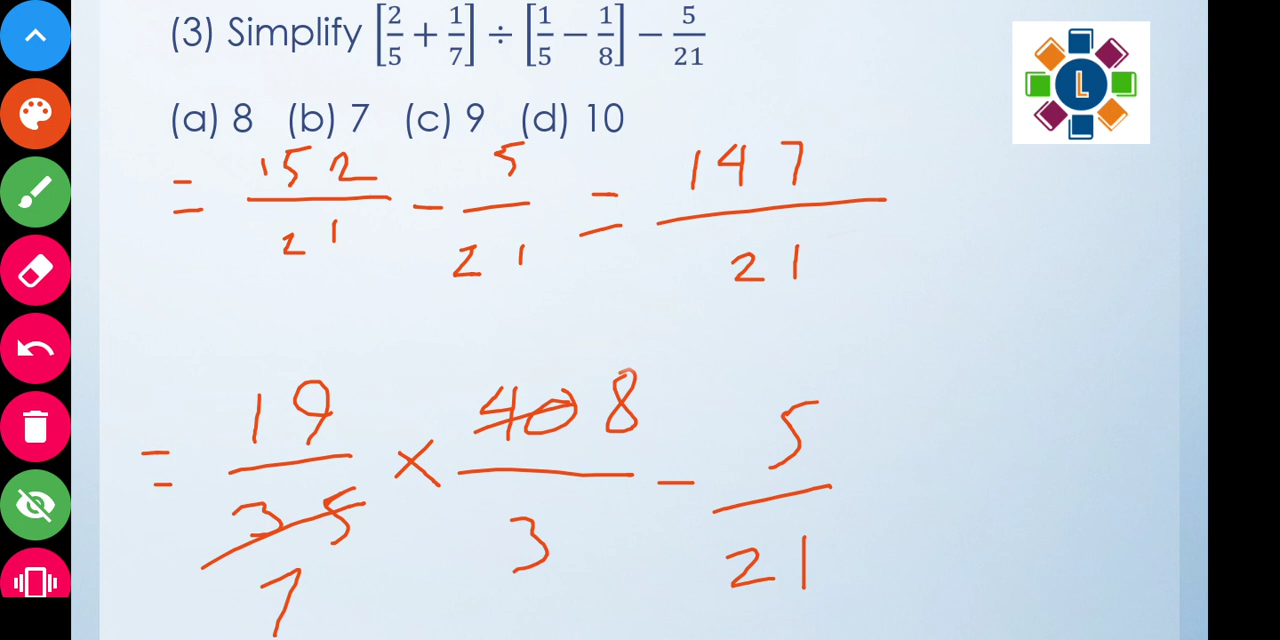 (3) Simplify [2/5 + 1/7] ÷ [1/5 − 1/8] − 5/21
L
(a) 8 (b) 7 (c) 9 (d) 10
= 152/21 − 5/21 = 147/21
= 19/35 7 × 40 8/3 − 5/21